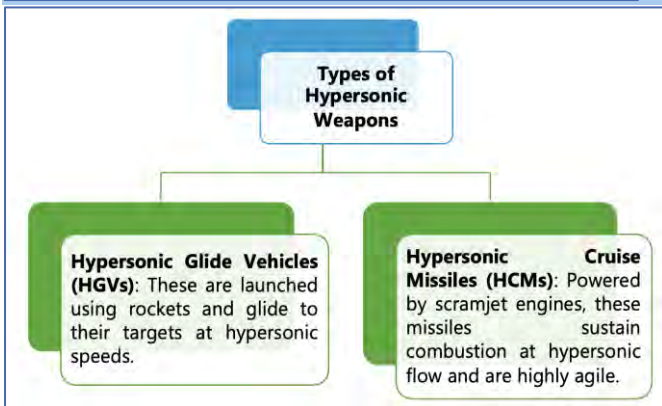 Types of
Hypersonic
Weapons
Hypersonic Glide Vehicles
(HGVs): These are launched
using rockets and glide to
their targets at hypersonic
speeds.
Hypersonic Cruise
Missiles (HCMs): Powered
by scramjet engines, these
missiles sustain
combustion at hypersonic
flow and are highly agile.